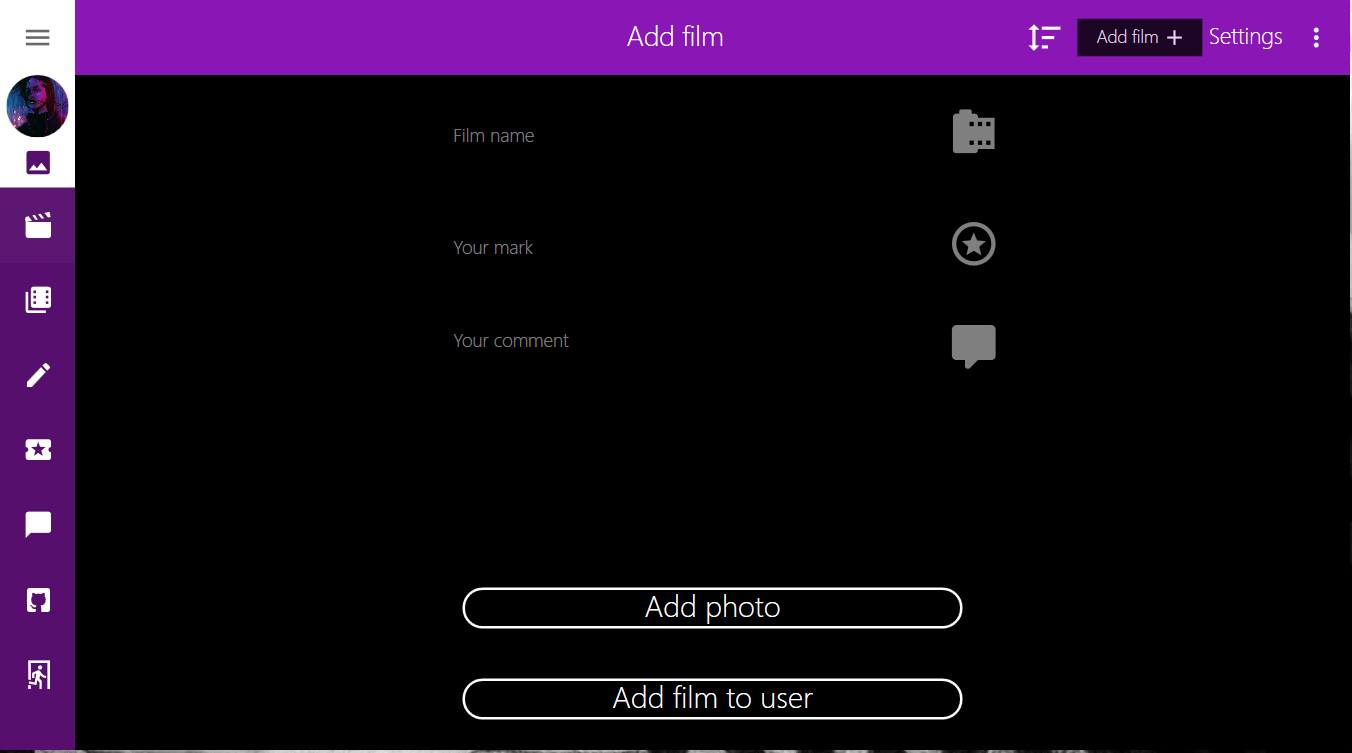 Add film
Add film
Settings
Film name
Your mark
Your comment
Add photo
Add film to user